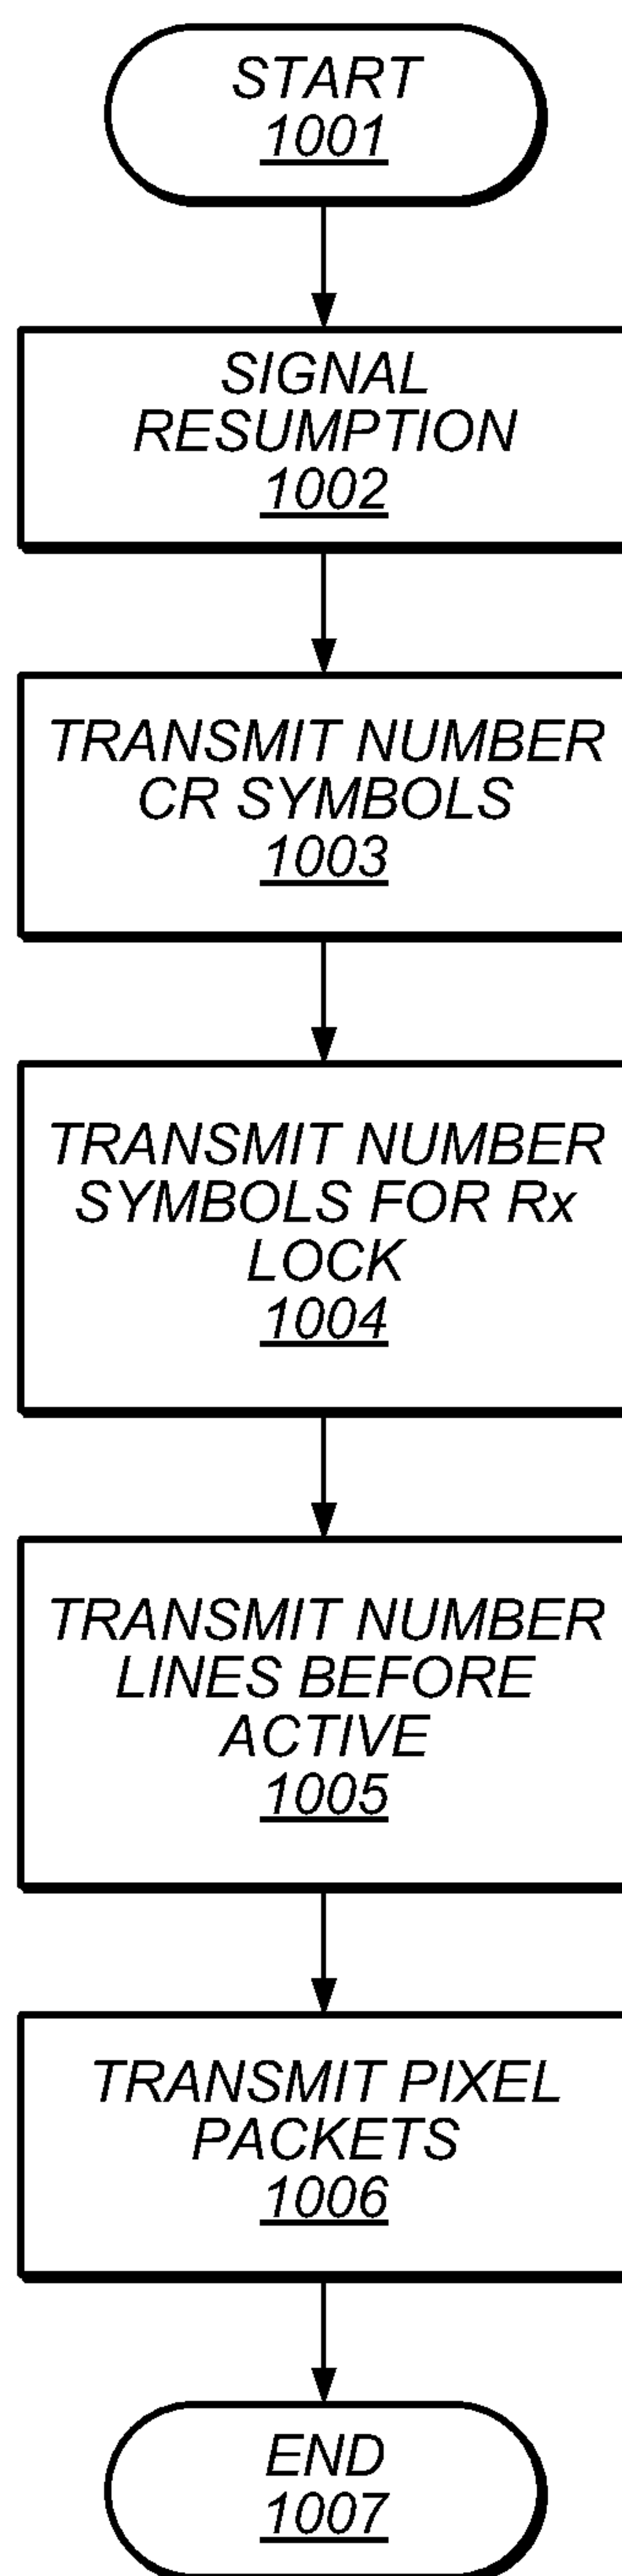 START
1001
SIGNAL
RESUMPTION
1002
TRANSMIT NUMBER
CR SYMBOLS
1003
TRANSMIT NUMBER
SYMBOLS FOR Rx
LOCK
1004
TRANSMIT NUMBER
LINES BEFORE
ACTIVE
1005
TRANSMIT PIXEL
PACKETS
1006
END
1007